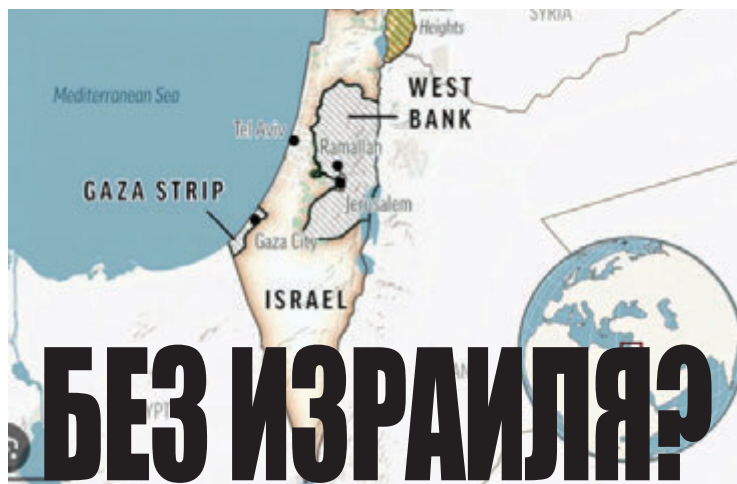 Heights
SYRIA
Mediterranean Sea
WEST
BANK
Tel Aviv
Ramallah
GAZA STRIP
Jerusalem
Gaza City
ISRAEL
БЕЗ ИЗРАИЛЯ?